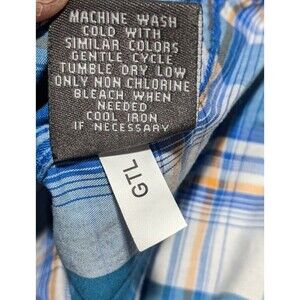 MACHINE WASH
COLD WITH
SIMILAR COLORS
GENTLE CYCLE
TUMBLE DRY LOW
ONLY NON CHLORINE
BLEACH WHEN
NEEDED
COOL IRON
IF NECESSARY
GTL